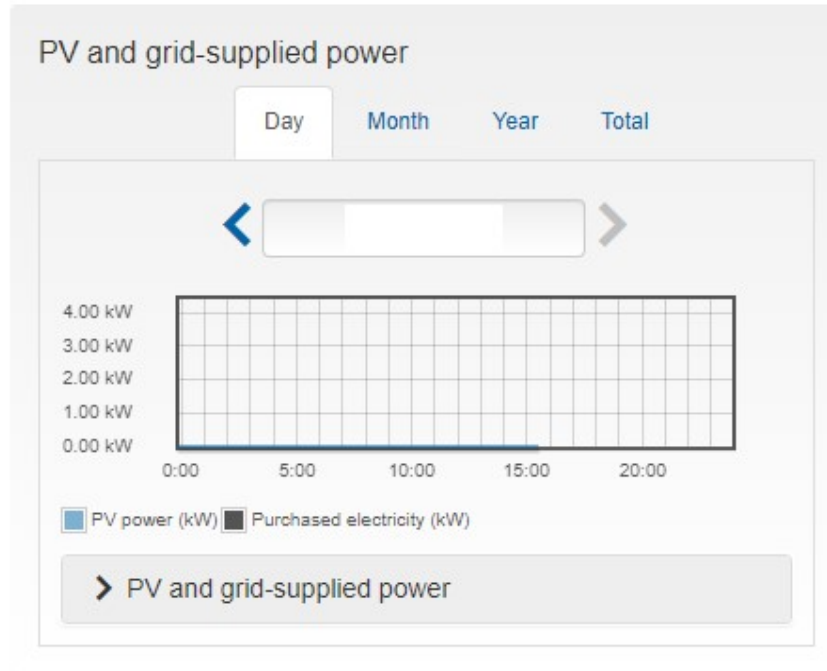 PV and grid-supplied power
Day Month Year Total
4.00 kW
3.00 kW
2.00 kW
1.00 kW
0.00 kW
0:00 5:00 10:00 15:00 20:00
PV power (kW) Purchased electricity (kW)
PV and grid-supplied power